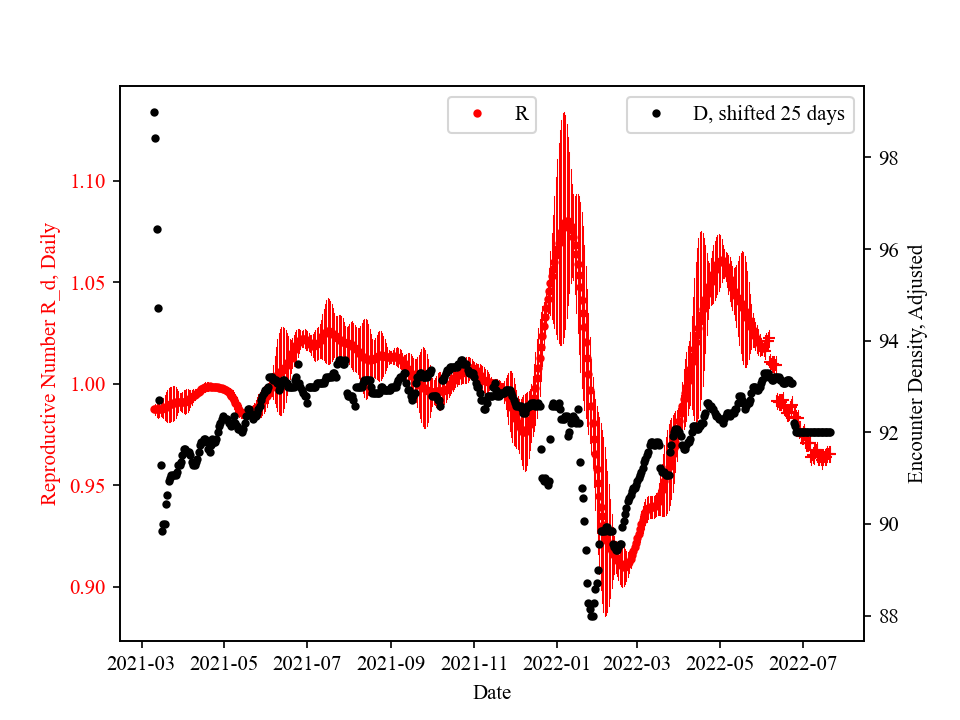 R
D, shifted 25 days
Reproductive Number R_d, Daily
1.10
1.05
1.00
0.95
0.90
98
96
94
92
90
88
Encounter Density, Adjusted
2021-03 2021-05 2021-07 2021-09 2021-11 2022-01 2022-03 2022-05 2022-07
Date